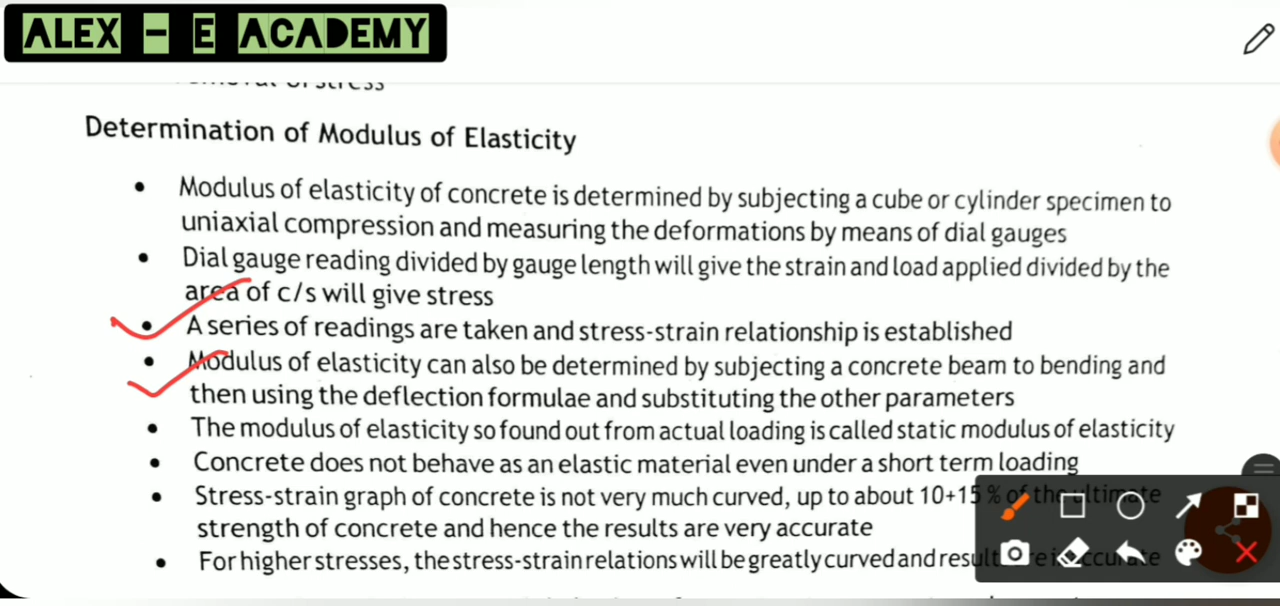 ALEX - E ACADEMY
removal of stress
Determination of Modulus of Elasticity
• Modulus of elasticity of concrete is determined by subjecting a cube or cylinder specimen to
uniaxial compression and measuring the deformations by means of dial gauges
• Dial gauge reading divided by gauge length will give the strain and load applied divided by the
area of c/s will give stress
• A series of readings are taken and stress-strain relationship is established
• Modulus of elasticity can also be determined by subjecting a concrete beam to bending and
then using the deflection formulae and substituting the other parameters
• The modulus of elasticity so found out from actual loading is called static modulus of elasticity
• Concrete does not behave as an elastic material even under a short term loading
• Stress-strain graph of concrete is not very much curved, up to about 10+15 % of the ultimate
strength of concrete and hence the results are very accurate
• For higher stresses, the stress-strain relations will be greatly curved and result are inaccurate